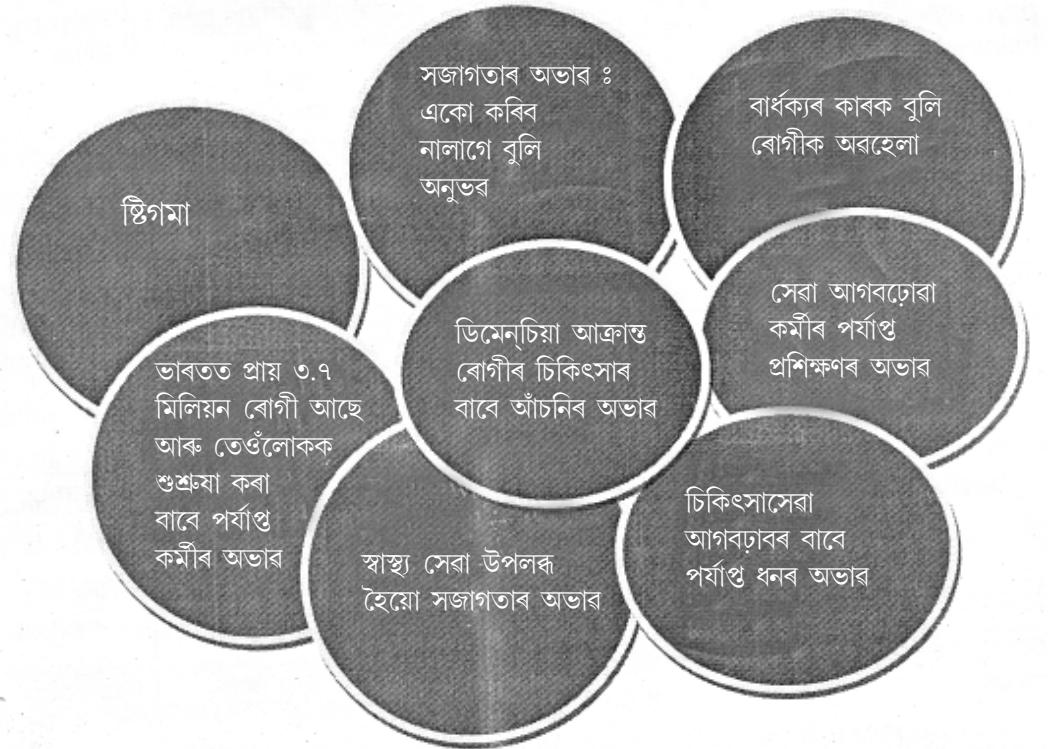 ষ্টিগমা
সজাগতাৰ অভাৱ ঃ
একো কৰিব
নালাগে বুলি
অনুভৱ
বাৰ্ধক্যৰ কাৰক বুলি
ৰোগীক অৱহেলা
সেৱা আগবঢ়োৱা
কৰ্মীৰ পৰ্যাপ্ত
প্ৰশিক্ষণৰ অভাৱ
ডিমেন্‌চিয়া আক্ৰান্ত
ৰোগীৰ চিকিৎসাৰ
বাবে আঁচনিৰ অভাৱ
ভাৰতত প্ৰায় ৩.৭
মিলিয়ন ৰোগী আছে
আৰু তেওঁলোকক
শুশ্ৰুষা কৰা
বাবে পৰ্যাপ্ত
কৰ্মীৰ অভাৱ
স্বাস্থ্য সেৱা উপলব্ধ
হৈয়ো সজাগতাৰ অভাৱ
চিকিৎসাসেৱা
আগবঢ়াবৰ বাবে
পৰ্যাপ্ত ধনৰ অভাৱ